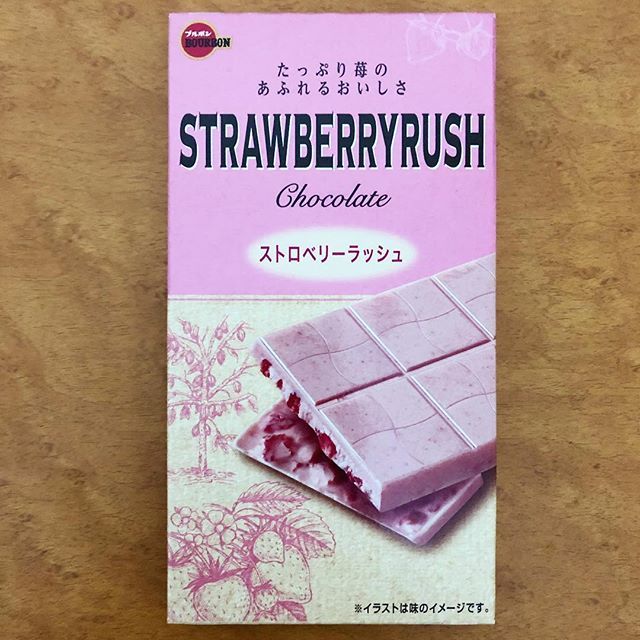 ブルボン
BOURBON
たっぷり苺の
あふれるおいしさ
STRAWBERRYRUSH
Chocolate
ストロベリーラッシュ
※イラストは味のイメージです。